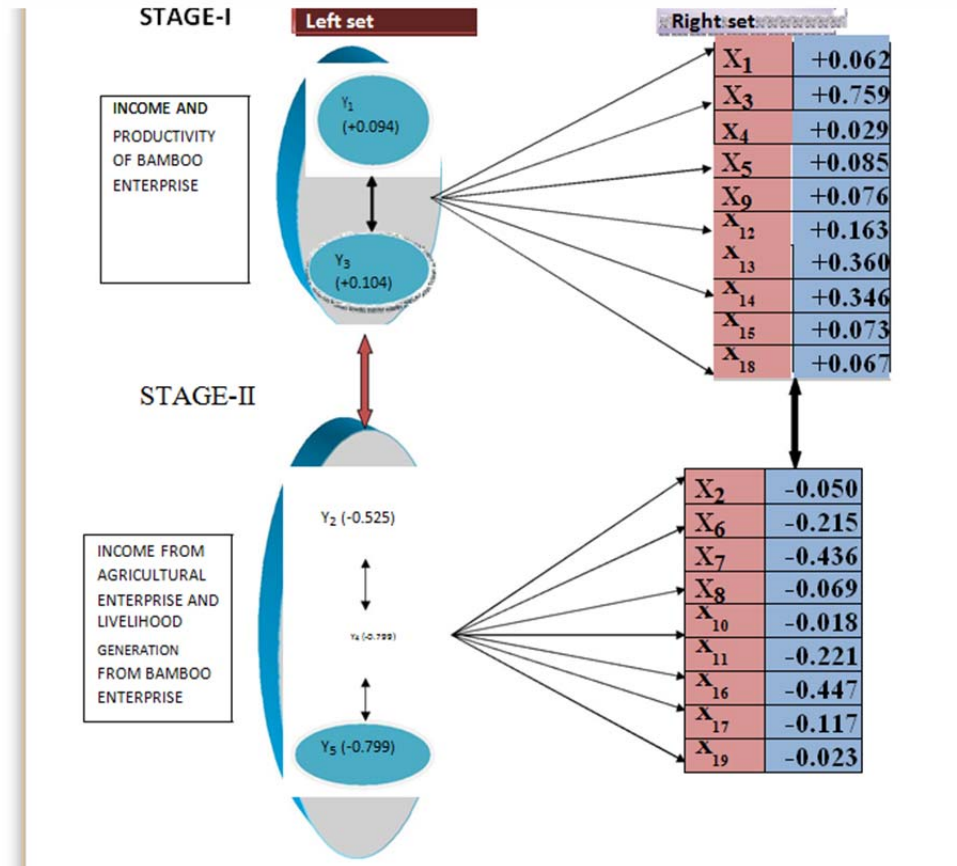 STAGE-I
Left set
Right set
INCOME AND
PRODUCTIVITY
OF BAMBOO
ENTERPRISE
Y1
(+0.094)
Y3
(+0.104)
X1 +0.062
X3 +0.759
X4 +0.029
X5 +0.085
X9 +0.076
X12 +0.163
X13 +0.360
X14 +0.346
X15 +0.073
X18 +0.067
STAGE-II
INCOME FROM
AGRICULTURAL
ENTERPRISE AND
LIVELIHOOD
GENERATION
FROM BAMBOO
ENTERPRISE
Y2 (-0.525)
Y4 (-0.799)
Y5 (-0.799)
X2 -0.050
X6 -0.215
X7 -0.436
X8 -0.069
X10 -0.018
X11 -0.221
X16 -0.447
X17 -0.117
X19 -0.023